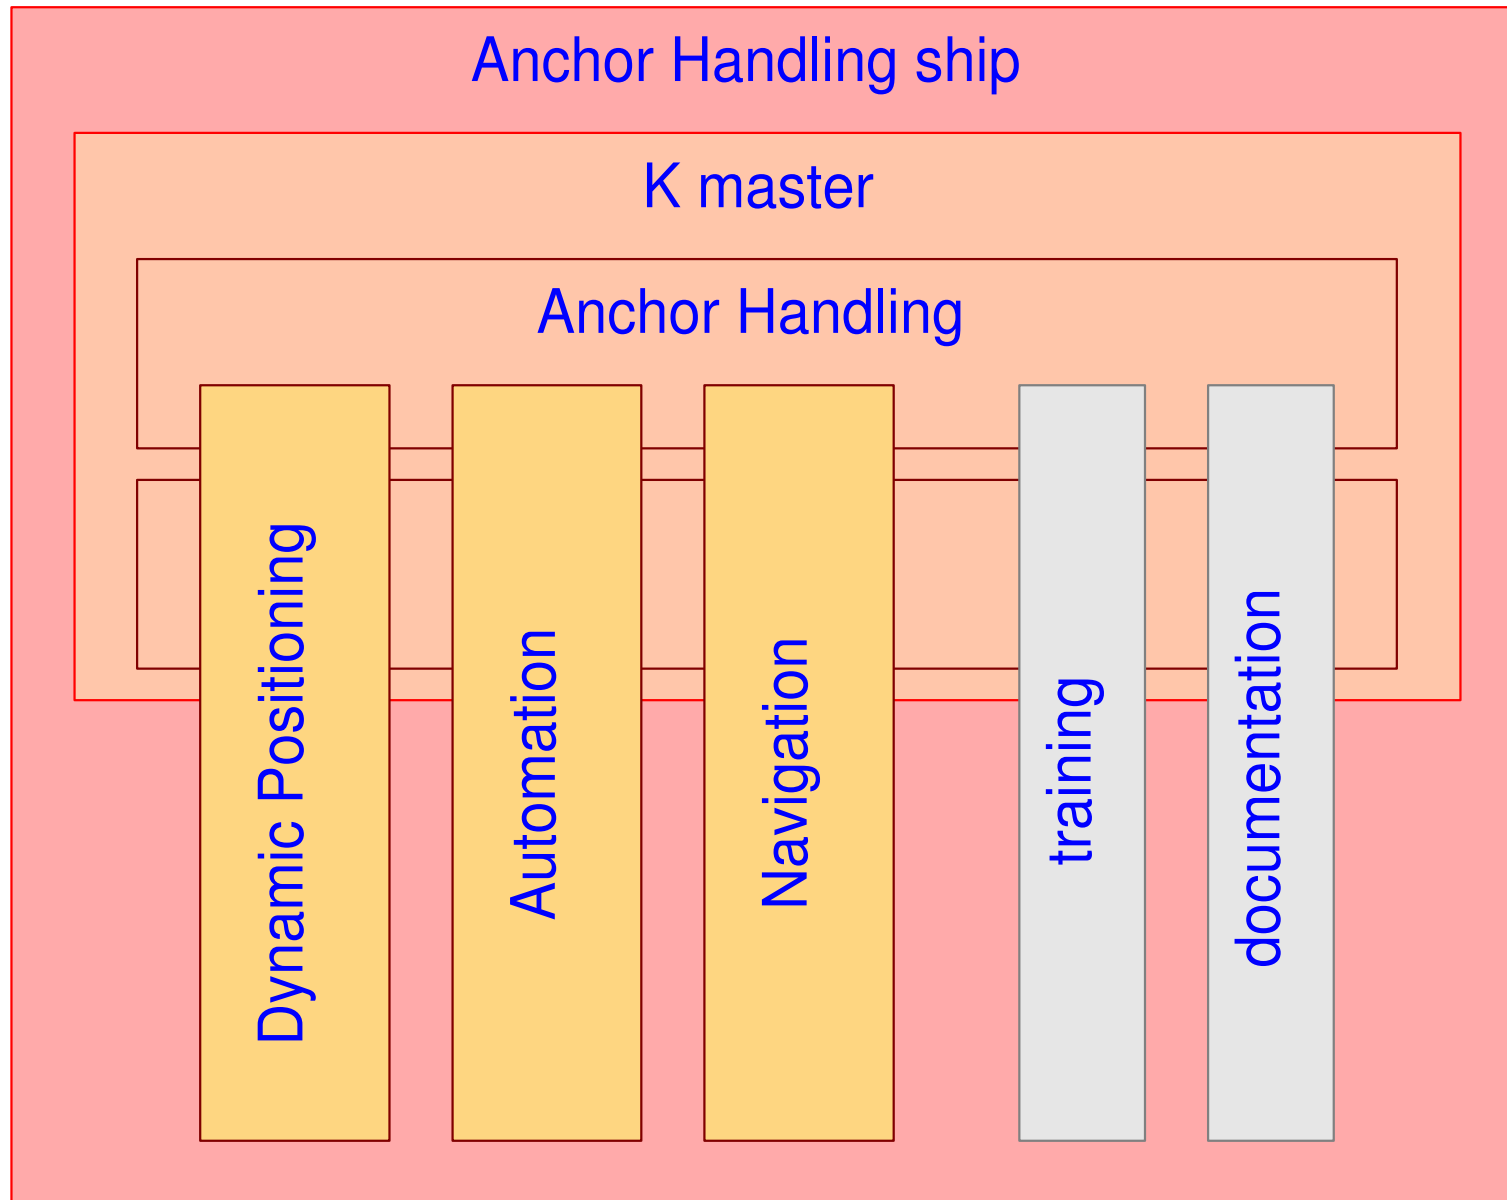 Anchor Handling ship
K master
Anchor Handling
Dynamic Positioning
Automation
Navigation
training
documentation